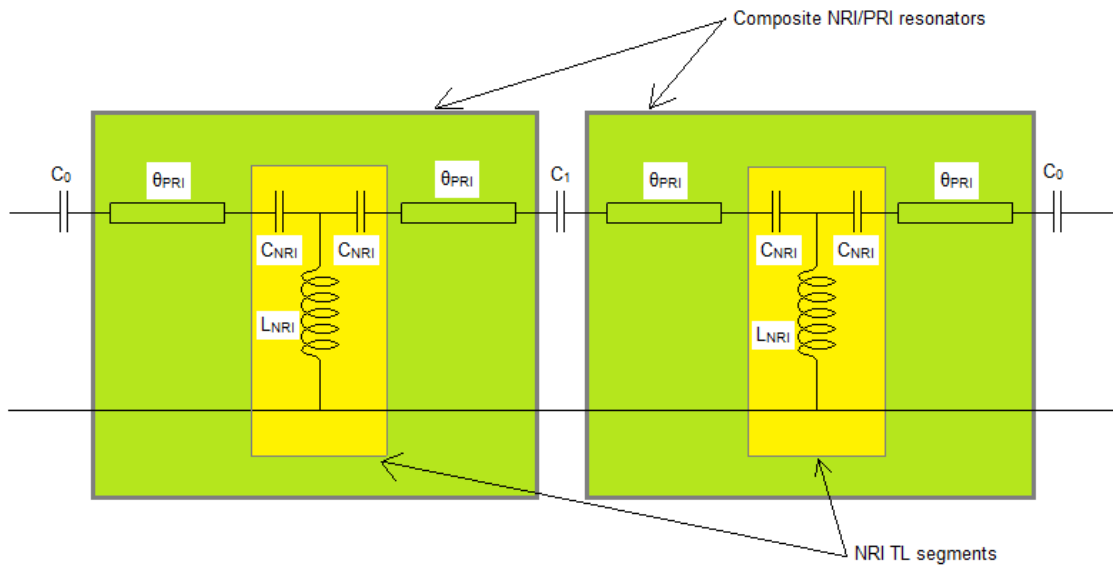 Composite NRI/PRI resonators
C₀ θPRI CNRI CNRI θPRI C₁ θPRI CNRI CNRI θPRI C₀
LNRI LNRI
NRI TL segments